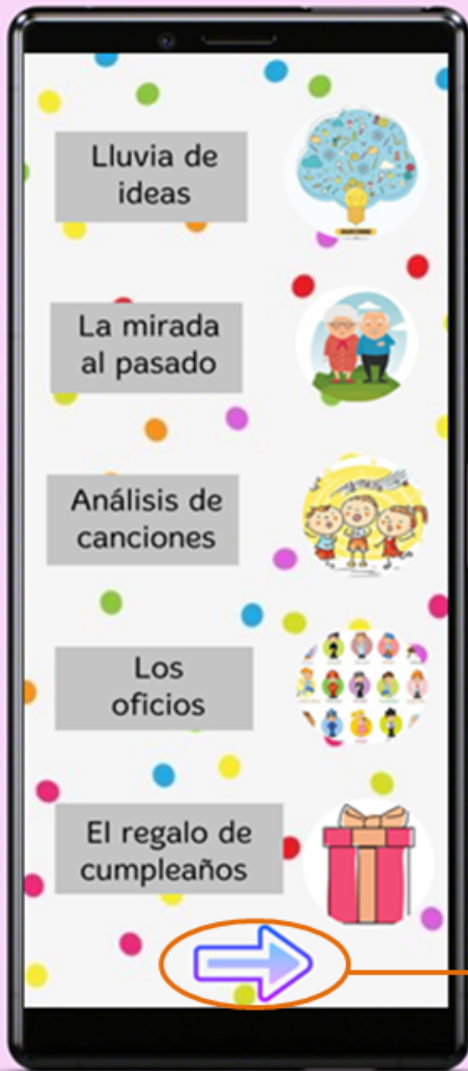 Lluvia de
ideas
La mirada
al pasado
Análisis de
canciones
Los
oficios
El regalo de
cumpleaños